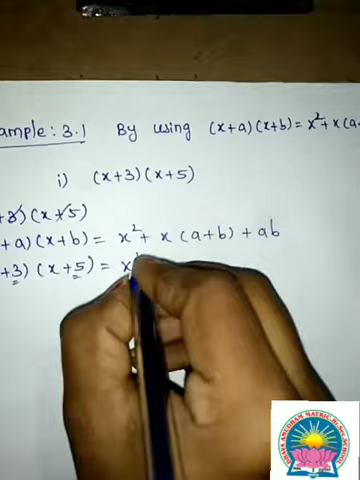 ample : 3.1 By using (x+a)(x+b) = x²+ x(a-
i) (x+3)(x+5)
+3)(x+5)
+a)(x+b) = x²+ x(a+b)+ab
+3)(x+5) = x